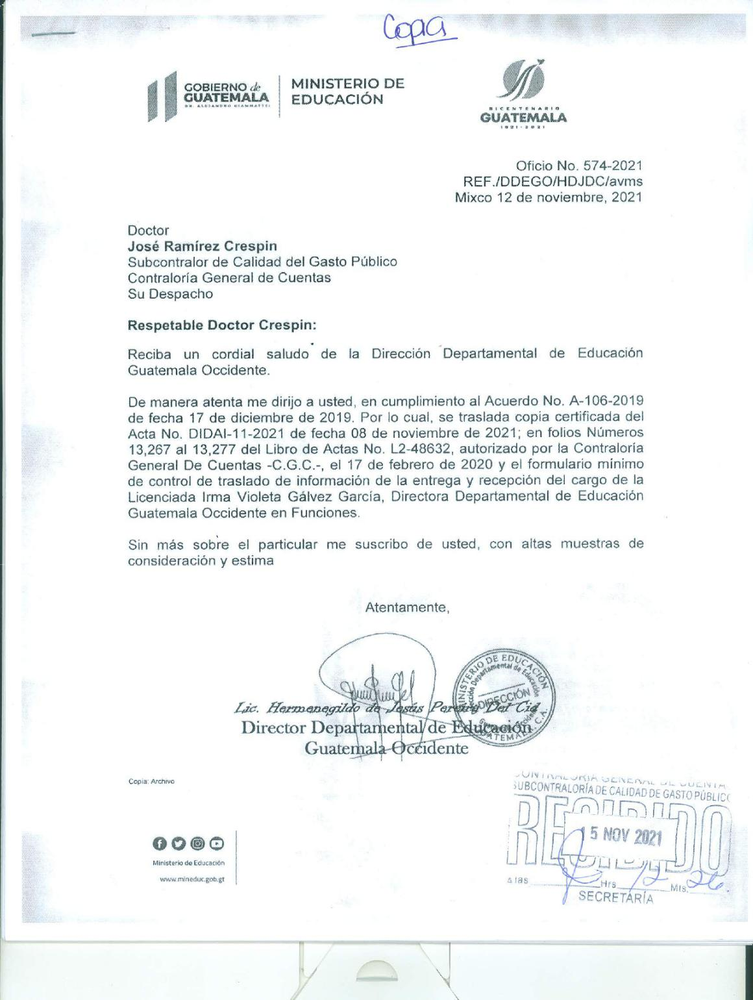 Copia
GOBIERNO de
GUATEMALA
DR. ALEJANDRO GIAMMATTEI
MINISTERIO DE
EDUCACIÓN
BICENTENARIO
GUATEMALA
1821-2021
Oficio No. 574-2021
REF./DDEGO/HDJDC/avms
Mixco 12 de noviembre, 2021
Doctor
José Ramírez Crespin
Subcontralor de Calidad del Gasto Público
Contraloría General de Cuentas
Su Despacho
Respetable Doctor Crespin:
Reciba un cordial saludo de la Dirección Departamental de Educación
Guatemala Occidente.
De manera atenta me dirijo a usted, en cumplimiento al Acuerdo No. A-106-2019
de fecha 17 de diciembre de 2019. Por lo cual, se traslada copia certificada del
Acta No. DIDAI-11-2021 de fecha 08 de noviembre de 2021; en folios Números
13,267 al 13,277 del Libro de Actas No. L2-48632, autorizado por la Contraloría
General De Cuentas -C.G.C.-, el 17 de febrero de 2020 y el formulario mínimo
de control de traslado de información de la entrega y recepción del cargo de la
Licenciada Irma Violeta Gálvez García, Directora Departamental de Educación
Guatemala Occidente en Funciones.
Sin más sobre el particular me suscribo de usted, con altas muestras de
consideración y estima
Atentamente,
MINISTERIO DE EDUCACIÓN
Dirección Departamental de Educación
DIRECCIÓN
Guatemala Occidente
GUATEMALA, C.A.
Lic. Hermenegildo de Jesús Pereira Del Cid
Director Departamental de Educación
Guatemala Occidente
Copia: Archivo
CONTRALORÍA GENERAL DE CUENTAS
SUBCONTRALORÍA DE CALIDAD DE GASTO PÚBLICO
RECIBIDO
15 NOV 2021
A las Hrs. 12 Mts. 26
SECRETARÍA
Ministerio de Educación
www.mineduc.gob.gt